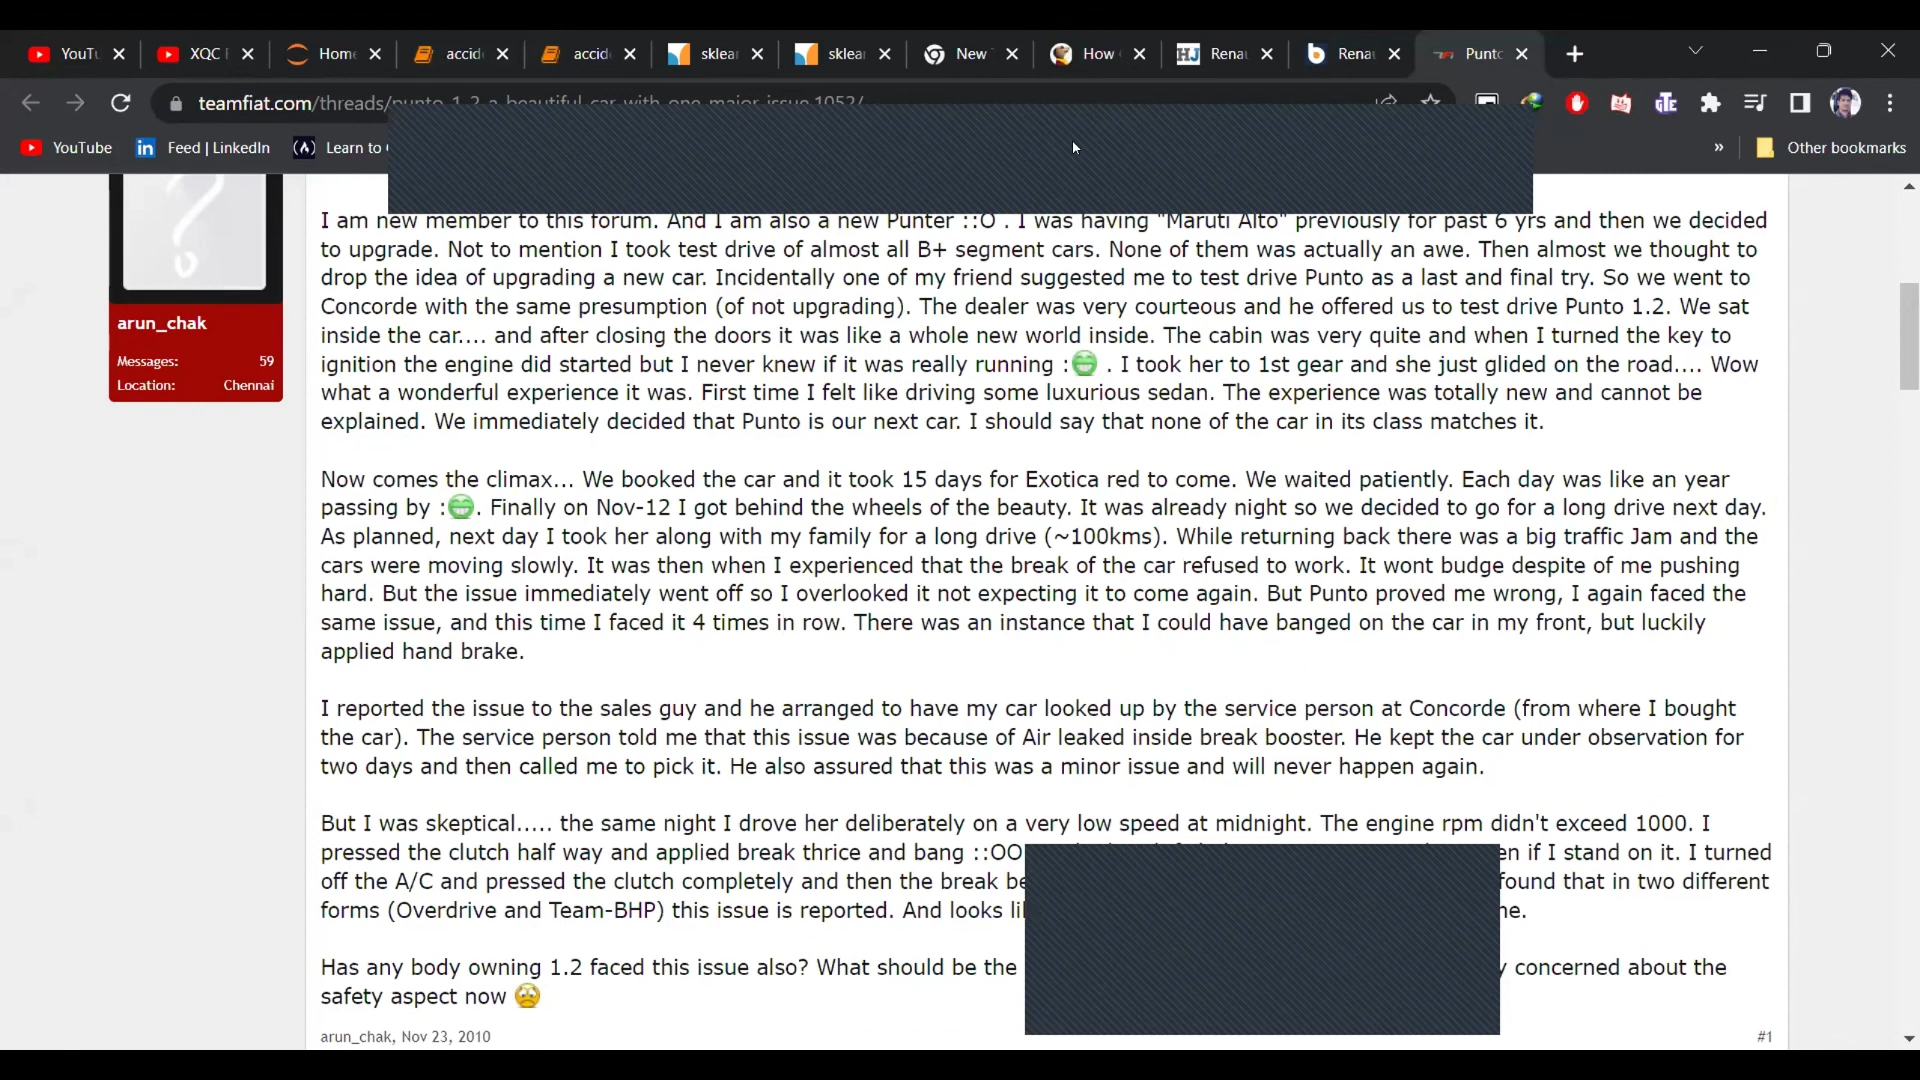 YouTu
XQC
Home
accid
accid
sklear
sklear
New
How
Renau
Renau
Punto
teamfiat.com/threads/punto-1-2-a-beautiful-car-with-one-major-issue.1052/
YouTube
Feed | LinkedIn
Learn to
»
Other bookmarks
I am new member to this forum. And I am also a new Punter ::O . I was having "Maruti Alto" previously for past 6 yrs and then we decided
to upgrade. Not to mention I took test drive of almost all B+ segment cars. None of them was actually an awe. Then almost we thought to
drop the idea of upgrading a new car. Incidentally one of my friend suggested me to test drive Punto as a last and final try. So we went to
Concorde with the same presumption (of not upgrading). The dealer was very courteous and he offered us to test drive Punto 1.2. We sat
inside the car.... and after closing the doors it was like a whole new world inside. The cabin was very quite and when I turned the key to
ignition the engine did started but I never knew if it was really running : . I took her to 1st gear and she just glided on the road.... Wow
what a wonderful experience it was. First time I felt like driving some luxurious sedan. The experience was totally new and cannot be
explained. We immediately decided that Punto is our next car. I should say that none of the car in its class matches it.
arun_chak
Messages: 59
Location: Chennai
Now comes the climax... We booked the car and it took 15 days for Exotica red to come. We waited patiently. Each day was like an year
passing by : . Finally on Nov-12 I got behind the wheels of the beauty. It was already night so we decided to go for a long drive next day.
As planned, next day I took her along with my family for a long drive (~100kms). While returning back there was a big traffic Jam and the
cars were moving slowly. It was then when I experienced that the break of the car refused to work. It wont budge despite of me pushing
hard. But the issue immediately went off so I overlooked it not expecting it to come again. But Punto proved me wrong, I again faced the
same issue, and this time I faced it 4 times in row. There was an instance that I could have banged on the car in my front, but luckily
applied hand brake.
I reported the issue to the sales guy and he arranged to have my car looked up by the service person at Concorde (from where I bought
the car). The service person told me that this issue was because of Air leaked inside break booster. He kept the car under observation for
two days and then called me to pick it. He also assured that this was a minor issue and will never happen again.
But I was skeptical..... the same night I drove her deliberately on a very low speed at midnight. The engine rpm didn't exceed 1000. I
pressed the clutch half way and applied break thrice and bang ::OO if I stand on it. I turned
off the A/C and pressed the clutch completely and then the break found that in two different
forms (Overdrive and Team-BHP) this issue is reported. And looks
Has any body owning 1.2 faced this issue also? What should be the concerned about the
safety aspect now
arun_chak, Nov 23, 2010
#1